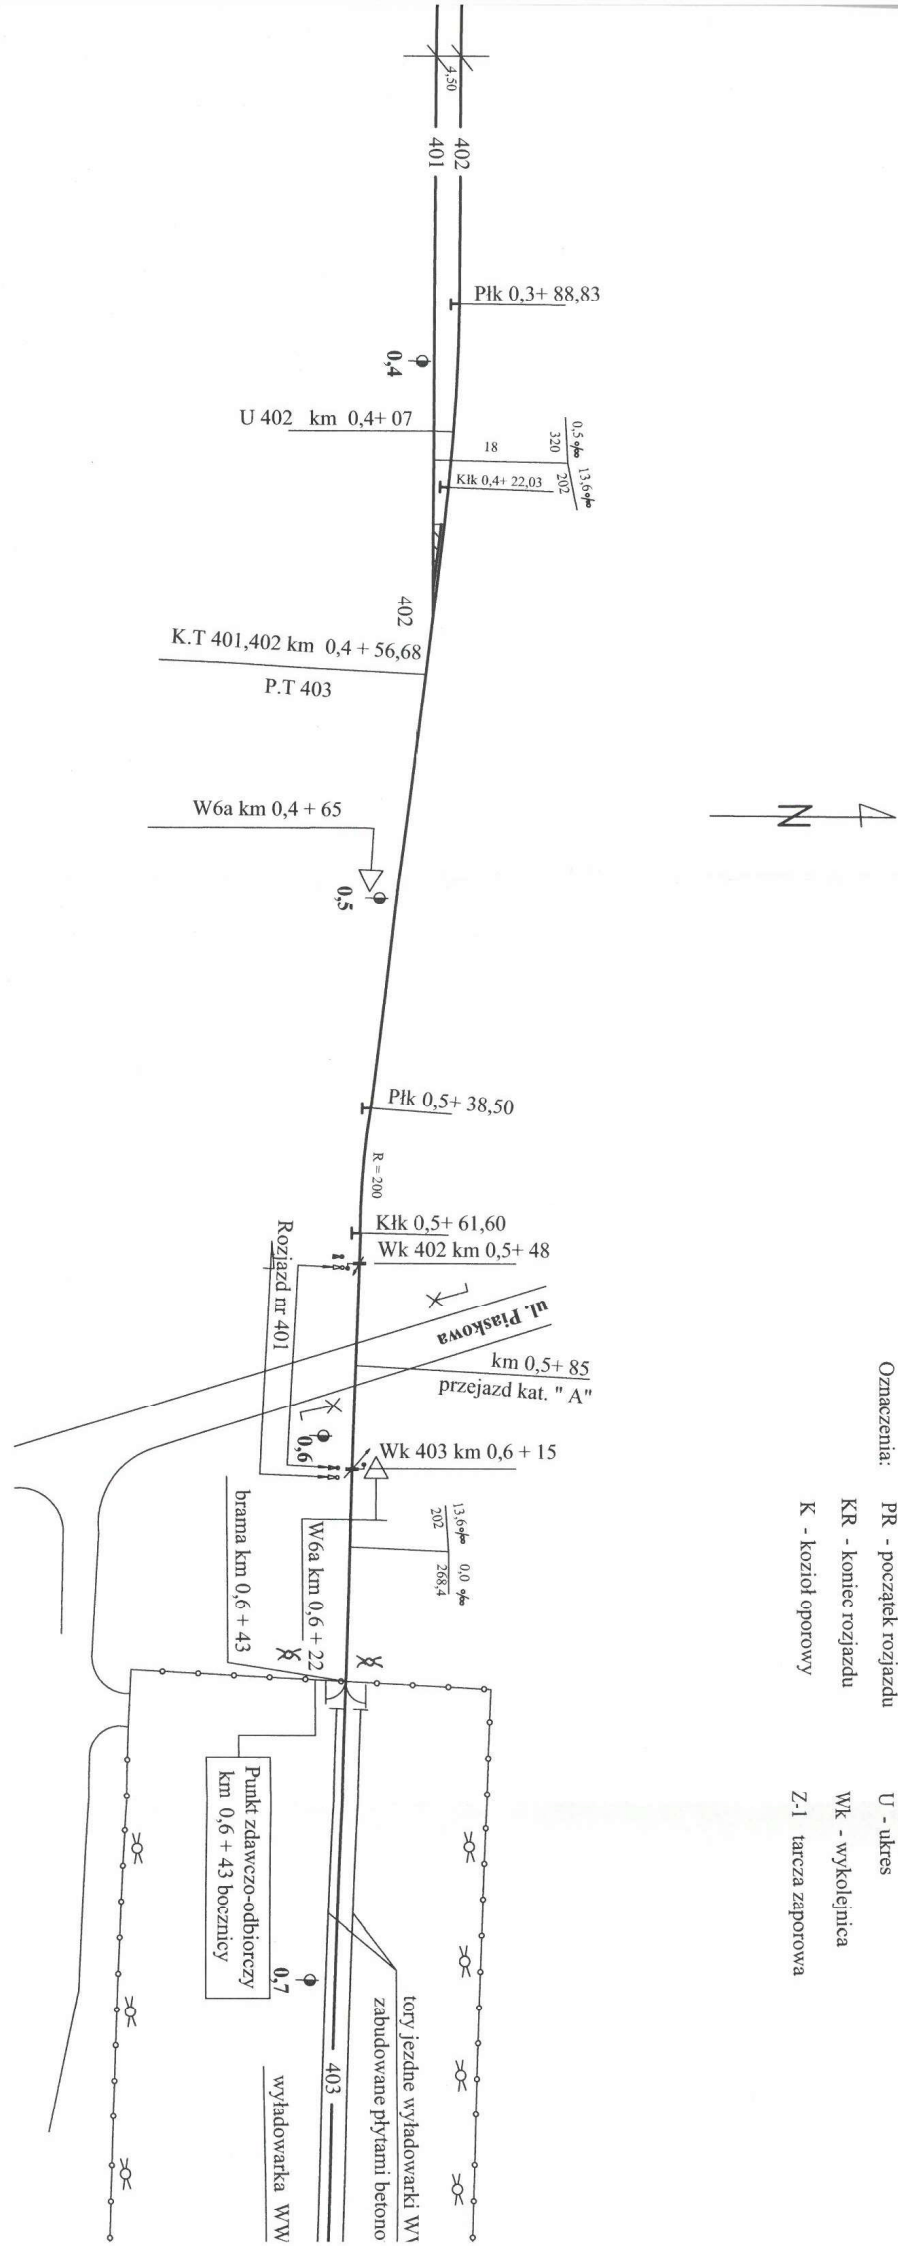 4,50
402
401
Płk 0,3+ 88,83
0,4
U 402 km 0,4+ 07
0,5 ‰ 13,6‰
320 202
18
Kłk 0,4+ 22,03
402
K.T 401,402 km 0,4 + 56,68
P.T 403
N
W6a km 0,4 + 65
0,5
Płk 0,5+ 38,50
R = 200
Kłk 0,5+ 61,60
Wk 402 km 0,5+ 48
Rozjazd nr 401
ul. Piaskowa
km 0,5+ 85
przejazd kat. " A"
0,6
Wk 403 km 0,6 + 15
13,6‰ 0,0 ‰
202 268,4
W6a km 0,6 + 22
brama km 0,6 + 43
Punkt zdawczo-odbiorczy
km 0,6 + 43 bocznicy
0,7
403
tory jezdne wyładowarki WY
zabudowane płytami betono
wyładowarka WW
Oznaczenia: PR - początek rozjazdu U - ukres
KR - koniec rozjazdu Wk - wykolejnica
K - kozioł oporowy Z-1 tarcza zaporowa